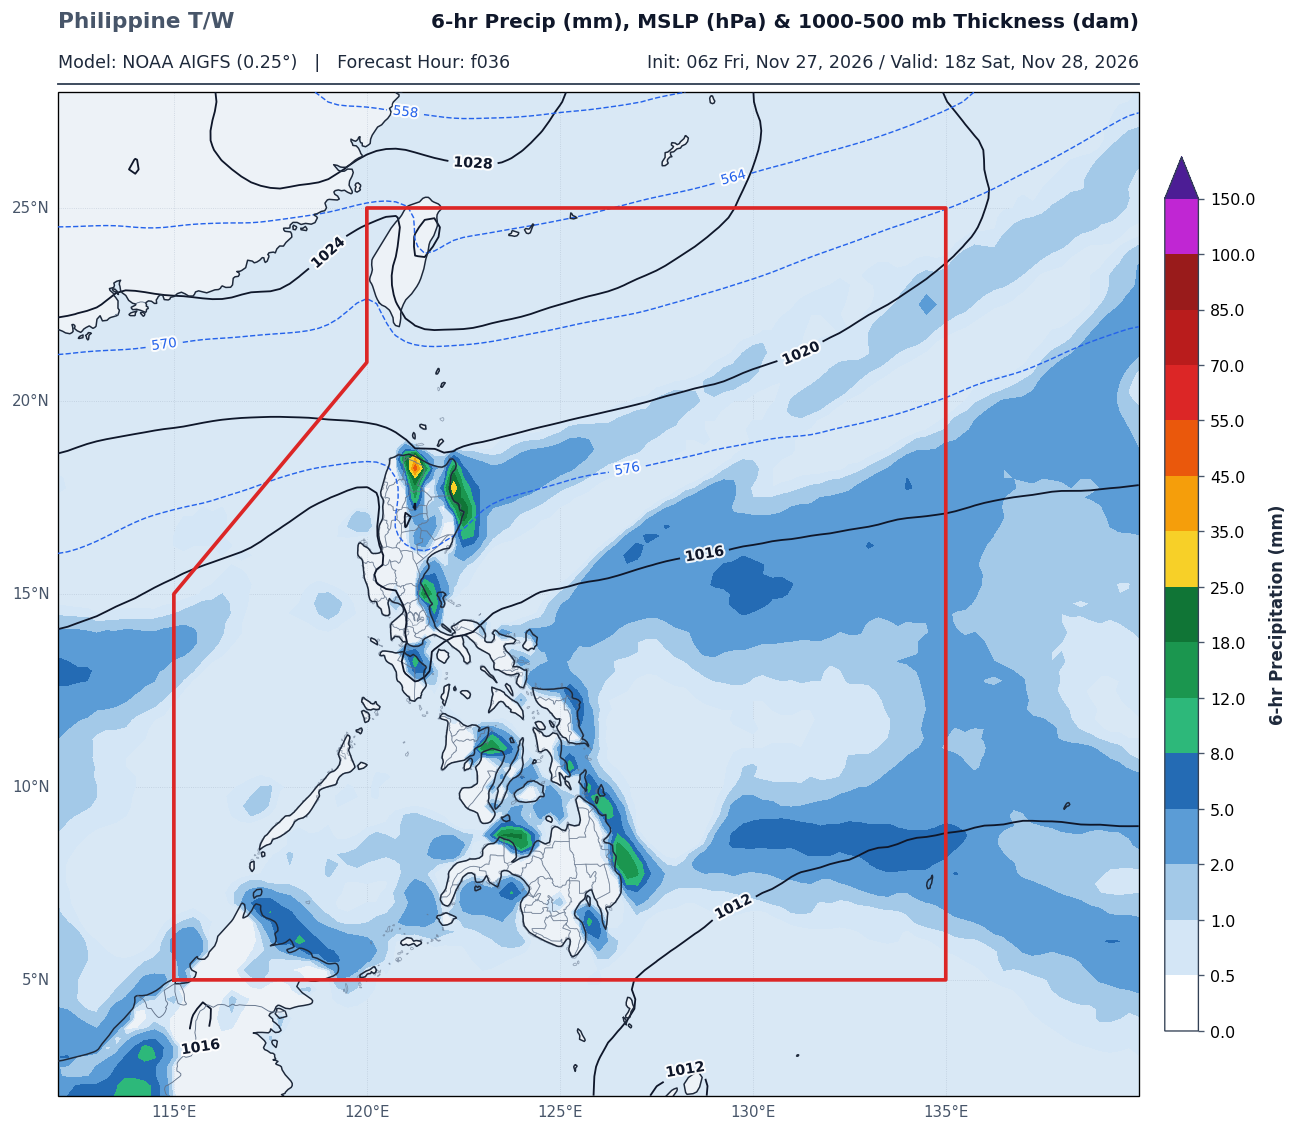 Philippine T/W
6-hr Precip (mm), MSLP (hPa) & 1000-500 mb Thickness (dam)
Model: NOAA AIGFS (0.25°) | Forecast Hour: f036
Init: 06z Fri, Nov 27, 2026 / Valid: 18z Sat, Nov 28, 2026
558
1028
564
25°N
1024
570
1020
20°N
576
1016
15°N
10°N
1012
5°N
1016
1012
115°E
120°E
125°E
130°E
135°E
150.0
100.0
85.0
70.0
55.0
45.0
35.0
25.0
18.0
12.0
8.0
5.0
2.0
1.0
0.5
0.0
6-hr Precipitation (mm)